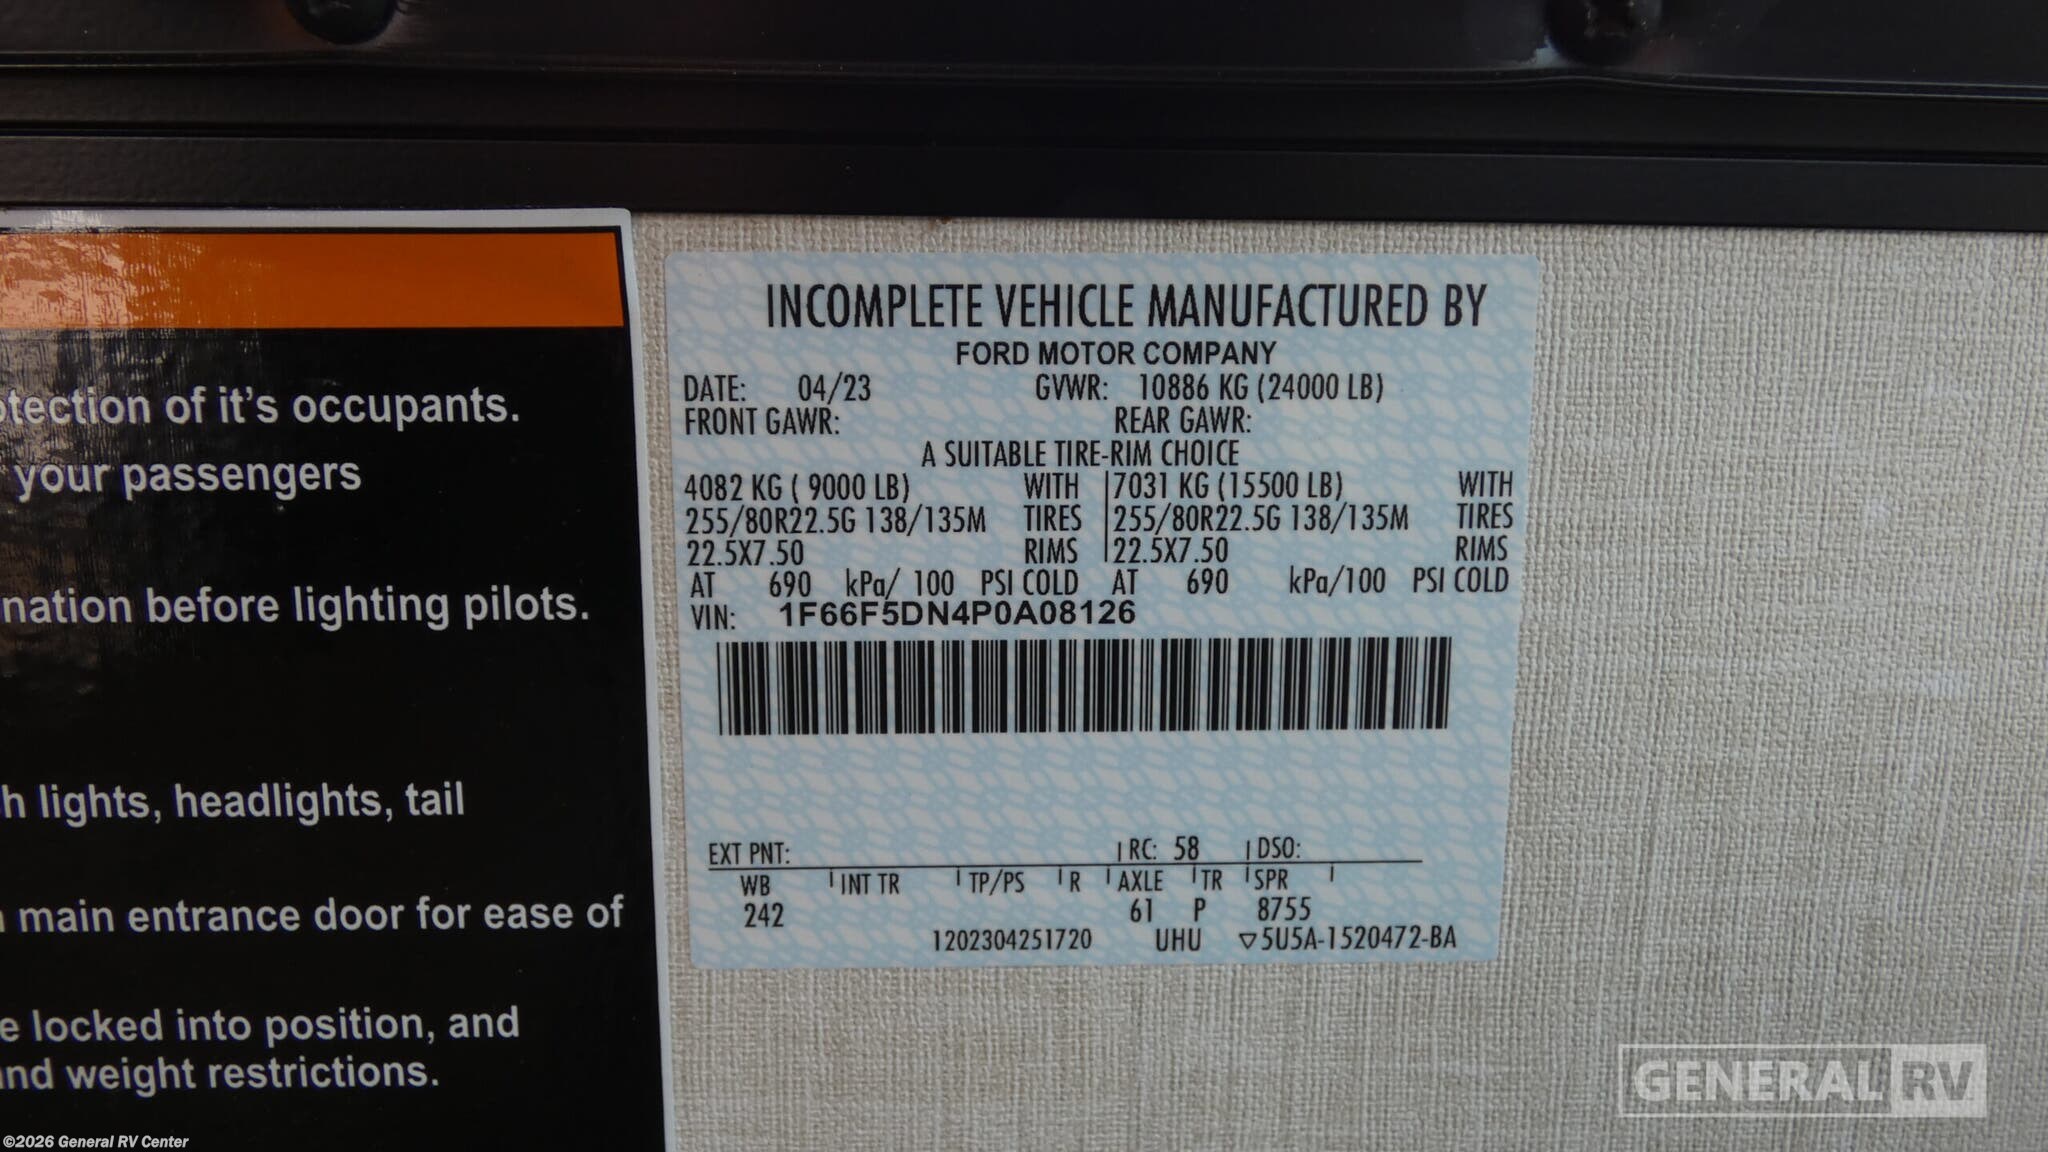 otection of it's occupants.
your passengers
nation before lighting pilots.
h lights, headlights, tail
main entrance door for ease of
e locked into position, and
and weight restrictions.
INCOMPLETE VEHICLE MANUFACTURED BY
FORD MOTOR COMPANY
DATE: 04/23 GVWR: 10886 KG (24000 LB)
FRONT GAWR: REAR GAWR:
A SUITABLE TIRE-RIM CHOICE
4082 KG ( 9000 LB) WITH 7031 KG (15500 LB) WITH
255/80R22.5G 138/135M TIRES 255/80R22.5G 138/135M TIRES
22.5X7.50 RIMS 22.5X7.50 RIMS
AT 690 kPa/ 100 PSI COLD AT 690 kPa/100 PSI COLD
VIN: 1F66F5DN4P0A08126
EXT PNT: RC: 58 DSO:
WB INT TR TP/PS R AXLE TR SPR
242 61 P 8755
1202304251720 UHU ▽5U5A-1520472-BA
GENERAL RV
©2026 General RV Center